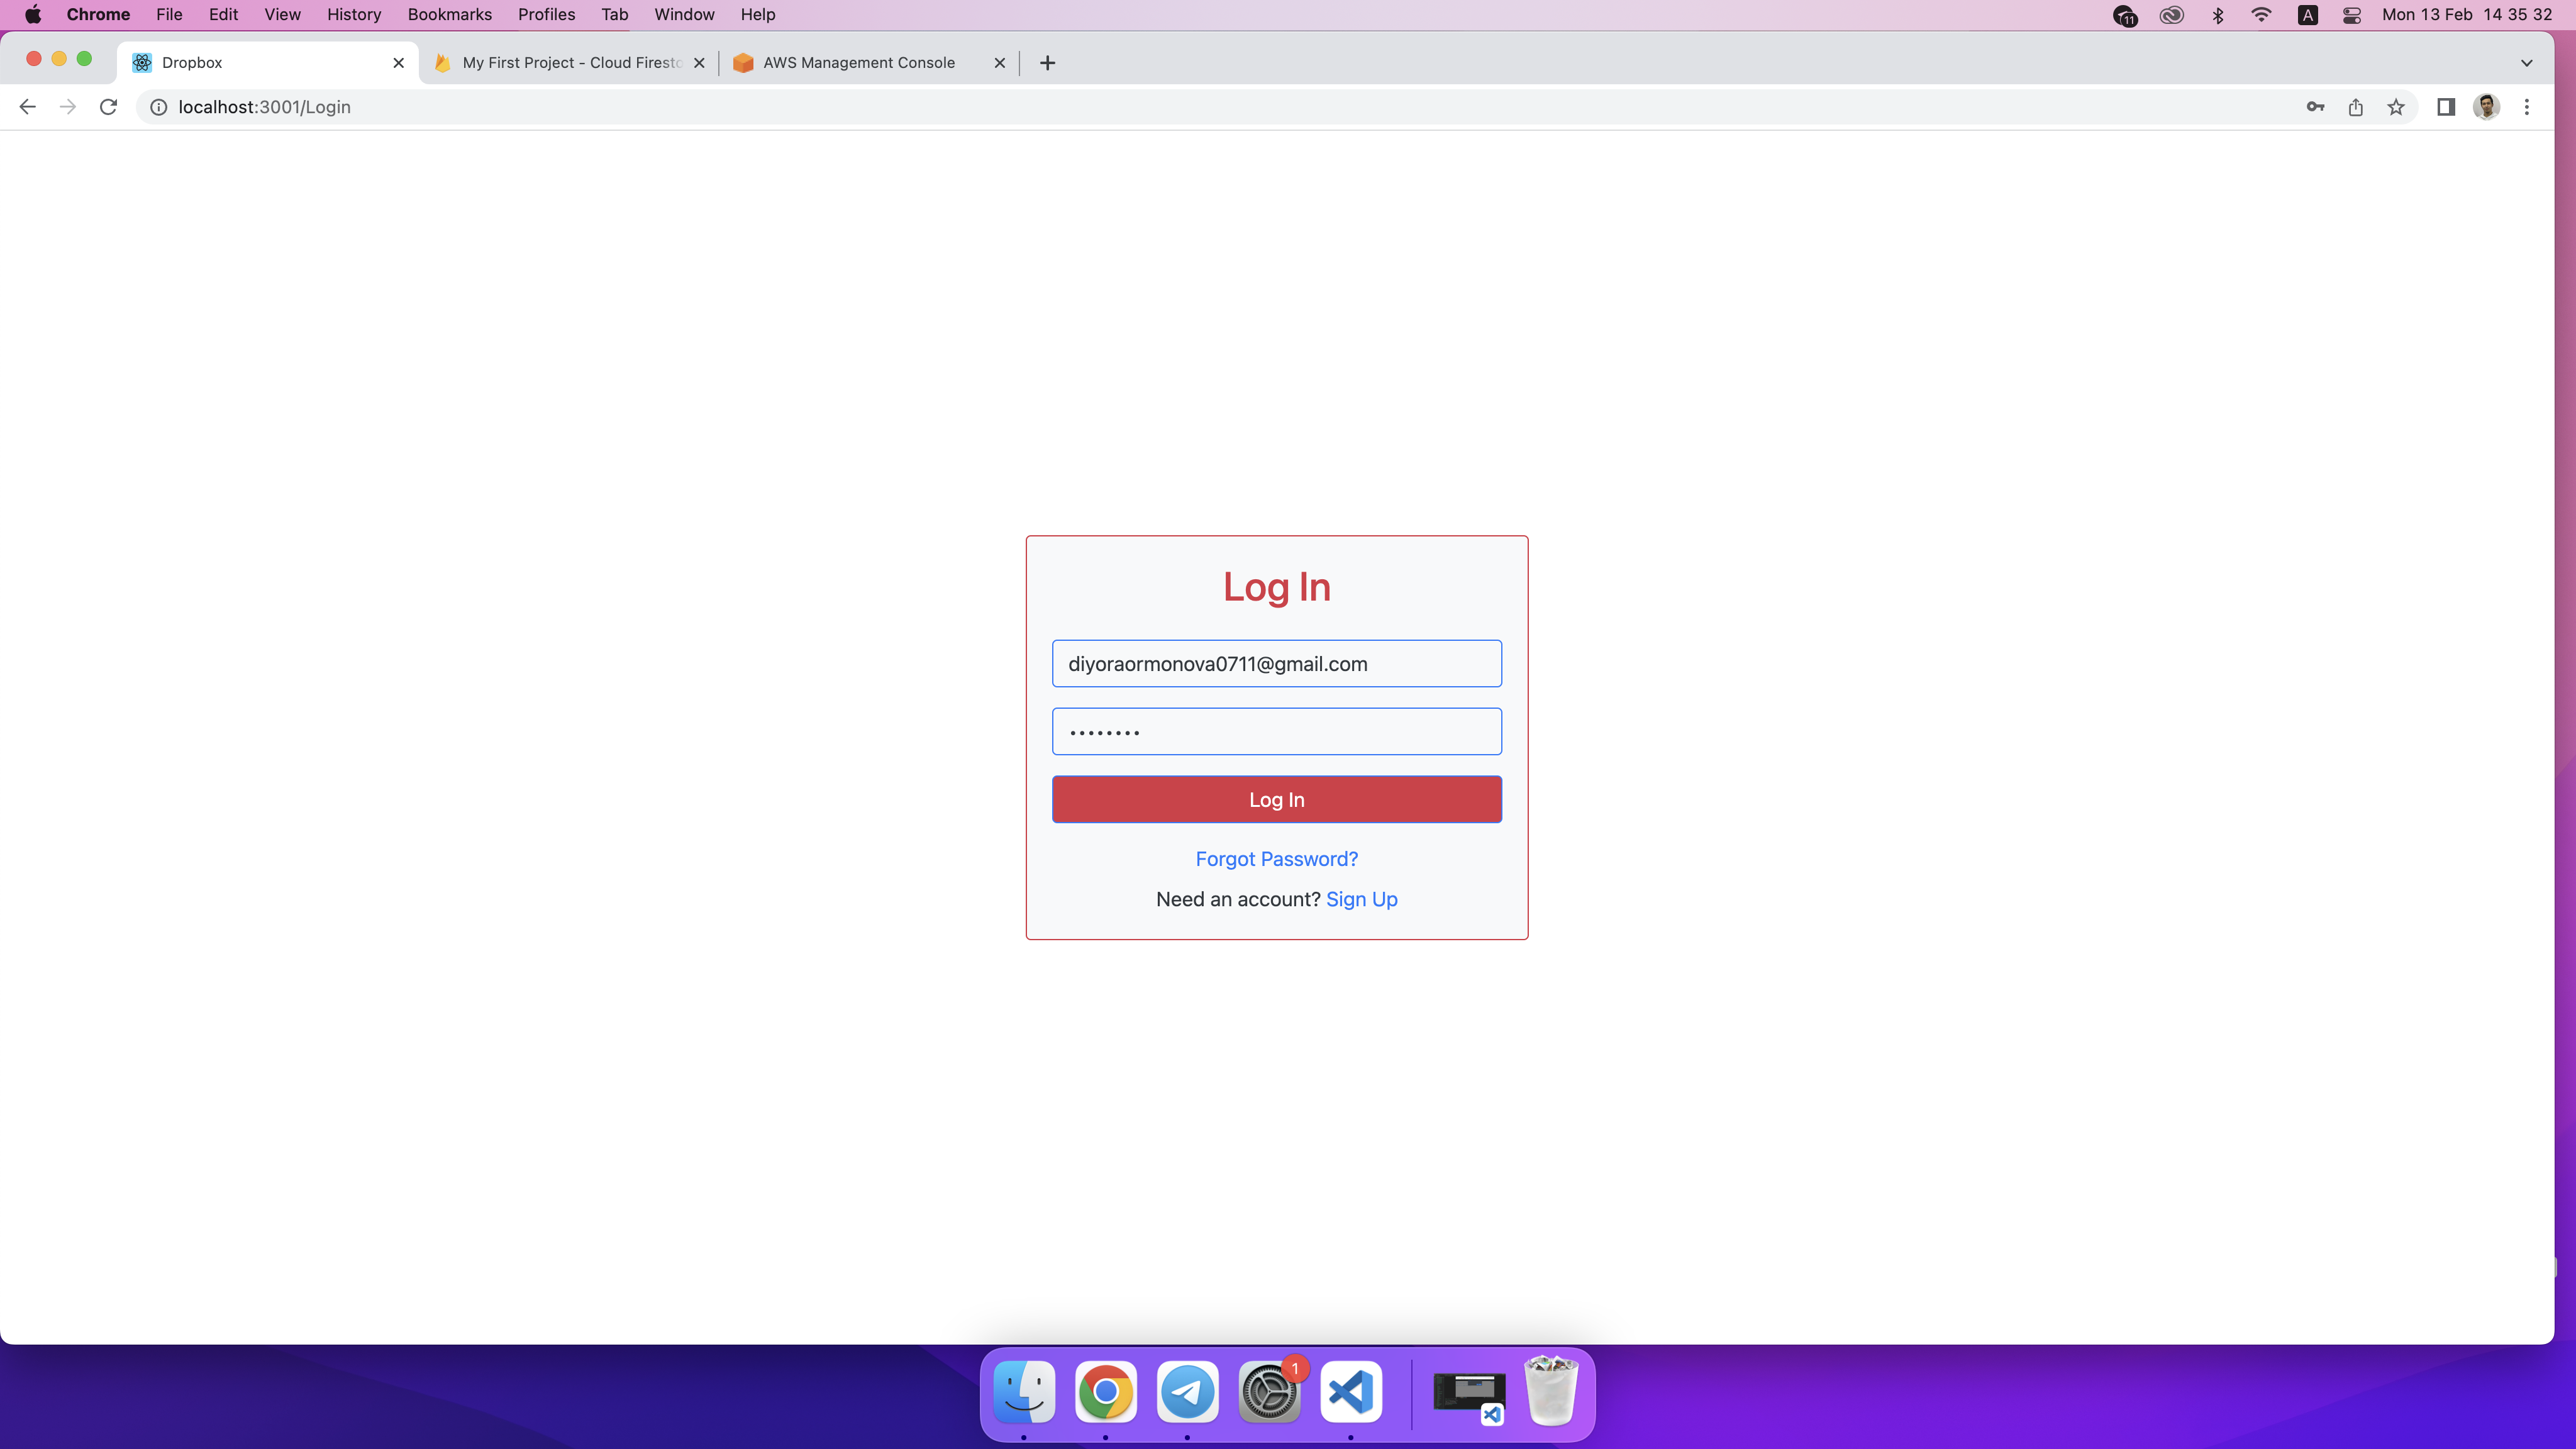 Chrome File Edit View History Bookmarks Profiles Tab Window Help 11 A Mon 13 Feb 14 35 32
Dropbox My First Project - Cloud Firesto AWS Management Console
localhost:3001/Login
Log In
diyoraormonova0711@gmail.com
••••••••
Log In
Forgot Password?
Need an account? Sign Up
1